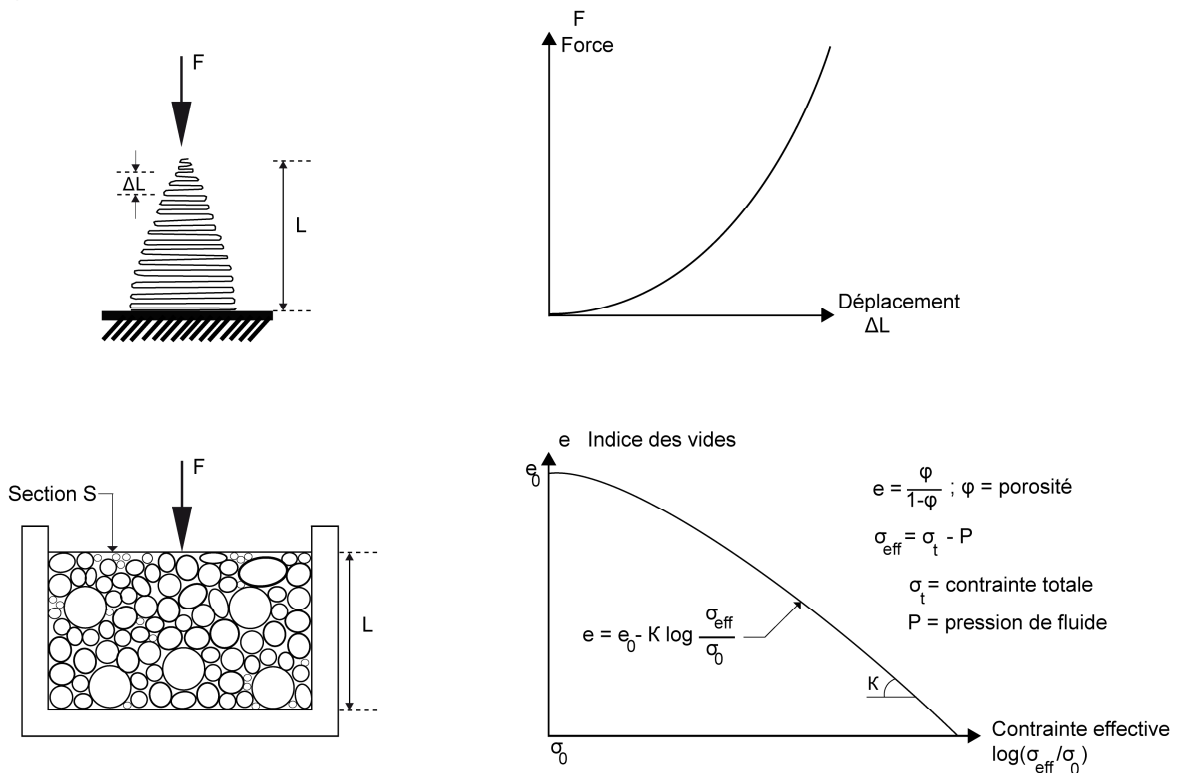 F
ΔL
L
F
Force
Déplacement
ΔL
F
Section S
L
e Indice des vides
e₀
e = φ/(1-φ) ; φ = porosité
σeff = σt - P
σt = contrainte totale
P = pression de fluide
e = e₀ - K log σeff/σ₀
K
σ₀
Contrainte effective
log(σeff/σ₀)